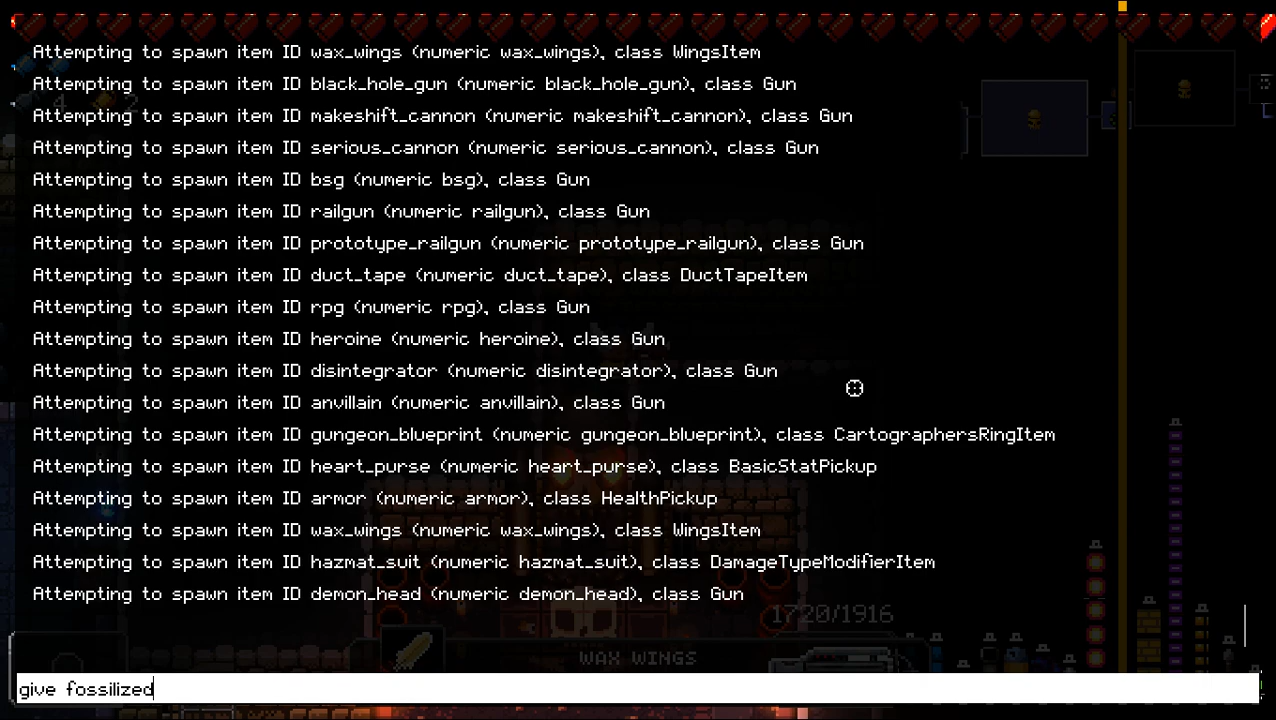 Attempting to spawn item ID wax_wings (numeric wax_wings), class WingsItem
Attempting to spawn item ID black_hole_gun (numeric black_hole_gun), class Gun
4 2
Attempting to spawn item ID makeshift_cannon (numeric makeshift_cannon), class Gun
Attempting to spawn item ID serious_cannon (numeric serious_cannon), class Gun
Attempting to spawn item ID bsg (numeric bsg), class Gun
Attempting to spawn item ID railgun (numeric railgun), class Gun
Attempting to spawn item ID prototype_railgun (numeric prototype_railgun), class Gun
Attempting to spawn item ID duct_tape (numeric duct_tape), class DuctTapeItem
Attempting to spawn item ID rpg (numeric rpg), class Gun
Attempting to spawn item ID heroine (numeric heroine), class Gun
Attempting to spawn item ID disintegrator (numeric disintegrator), class Gun
Attempting to spawn item ID anvillain (numeric anvillain), class Gun
Attempting to spawn item ID gungeon_blueprint (numeric gungeon_blueprint), class CartographersRingItem
Attempting to spawn item ID heart_purse (numeric heart_purse), class BasicStatPickup
Attempting to spawn item ID armor (numeric armor), class HealthPickup
Attempting to spawn item ID wax_wings (numeric wax_wings), class WingsItem
Attempting to spawn item ID hazmat_suit (numeric hazmat_suit), class DamageTypeModifierItem
Attempting to spawn item ID demon_head (numeric demon_head), class Gun
1720/1916
WAX WINGS
give fossilized